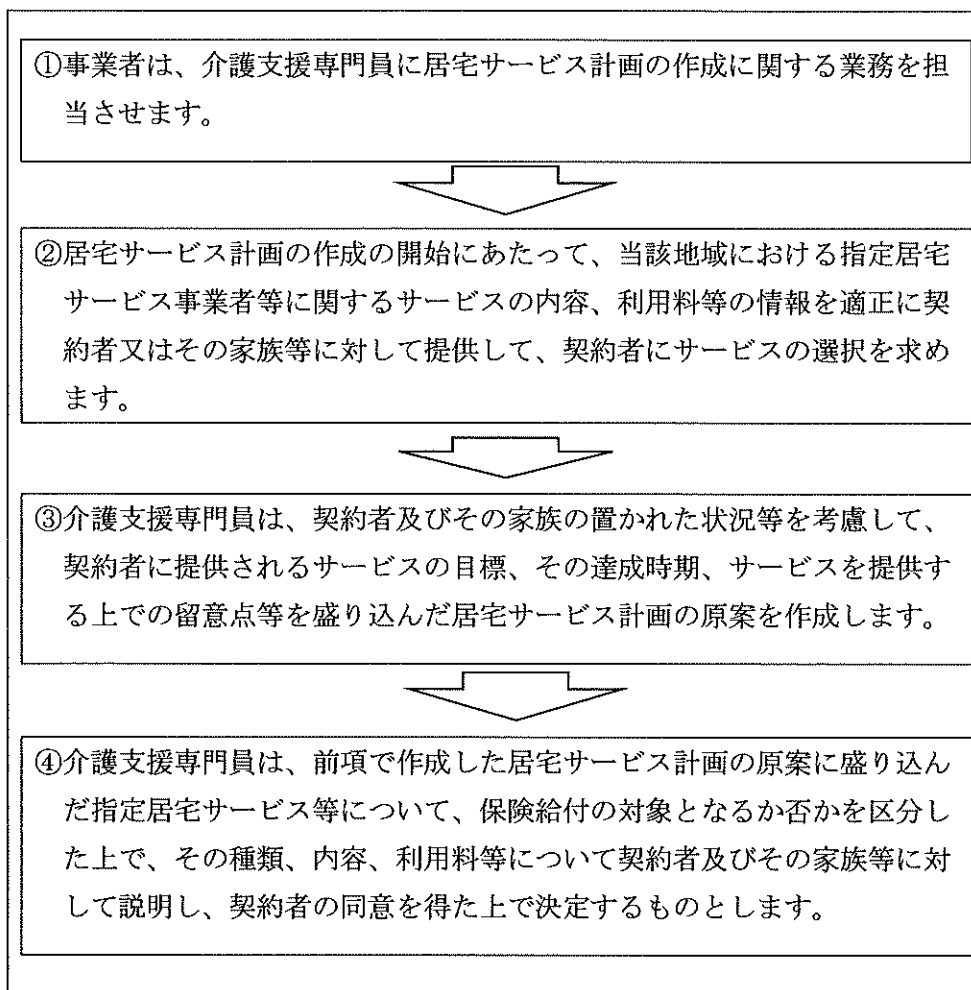 ①事業者は、介護支援専門員に居宅サービス計画の作成に関する業務を担
当させます。
②居宅サービス計画の作成の開始にあたって、当該地域における指定居宅
サービス事業者等に関するサービスの内容、利用料等の情報を適正に契
約者又はその家族等に対して提供して、契約者にサービスの選択を求め
ます。
③介護支援専門員は、契約者及びその家族の置かれた状況等を考慮して、
契約者に提供されるサービスの目標、その達成時期、サービスを提供す
る上での留意点等を盛り込んだ居宅サービス計画の原案を作成します。
④介護支援専門員は、前項で作成した居宅サービス計画の原案に盛り込ん
だ指定居宅サービス等について、保険給付の対象となるか否かを区分し
た上で、その種類、内容、利用料等について契約者及びその家族等に対
して説明し、契約者の同意を得た上で決定するものとします。